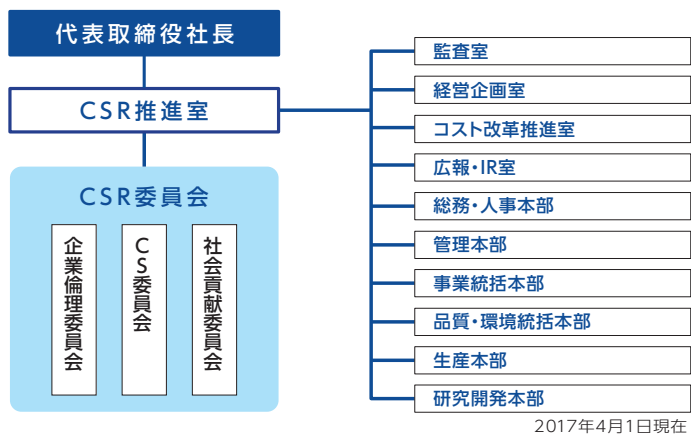 代表取締役社長
CSR推進室
CSR委員会
企業倫理委員会
CS委員会
社会貢献委員会
監査室
経営企画室
コスト改革推進室
広報・IR室
総務・人事本部
管理本部
事業統括本部
品質・環境統括本部
生産本部
研究開発本部
2017年4月1日現在